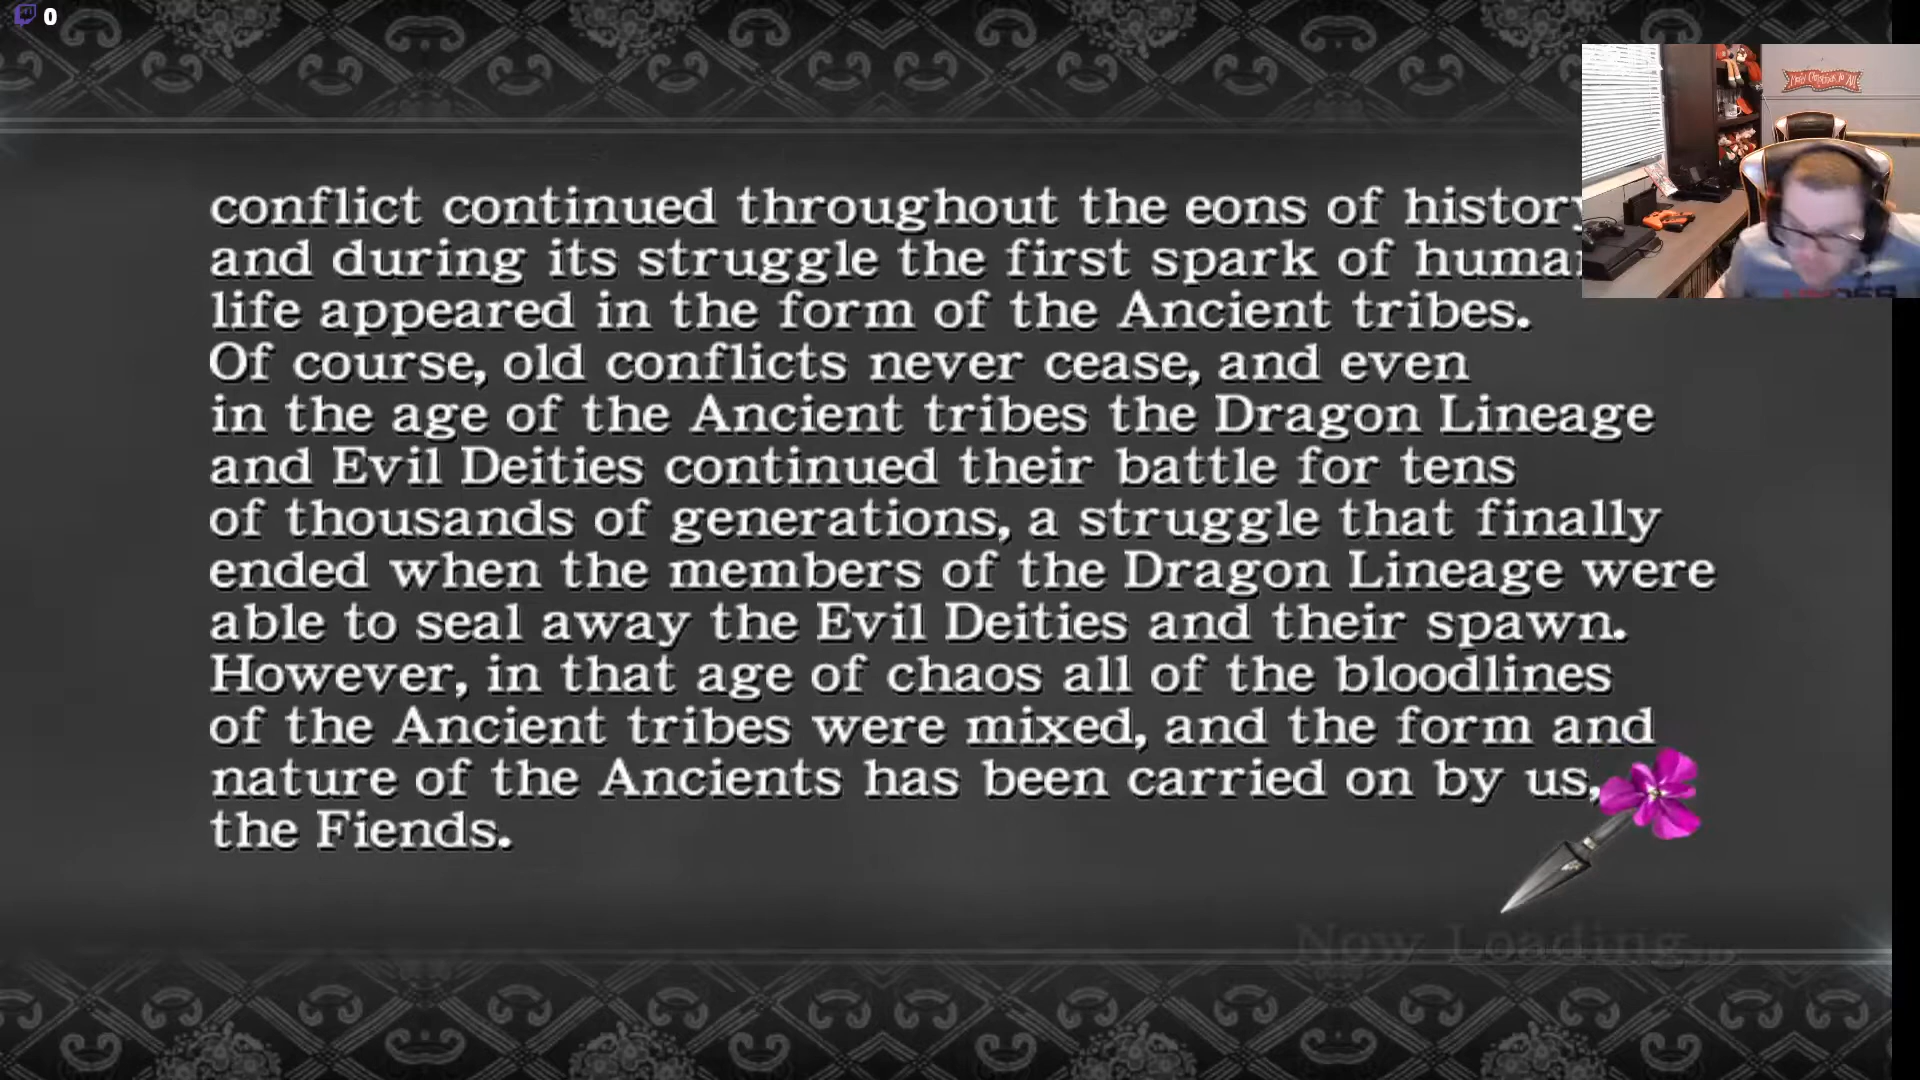 0
Merry Christmas to All
conflict continued throughout the eons of history
and during its struggle the first spark of human
life appeared in the form of the Ancient tribes.
Of course, old conflicts never cease, and even
in the age of the Ancient tribes the Dragon Lineage
and Evil Deities continued their battle for tens
of thousands of generations, a struggle that finally
ended when the members of the Dragon Lineage were
able to seal away the Evil Deities and their spawn.
However, in that age of chaos all of the bloodlines
of the Ancient tribes were mixed, and the form and
nature of the Ancients has been carried on by us,
the Fiends.
Now Loading...